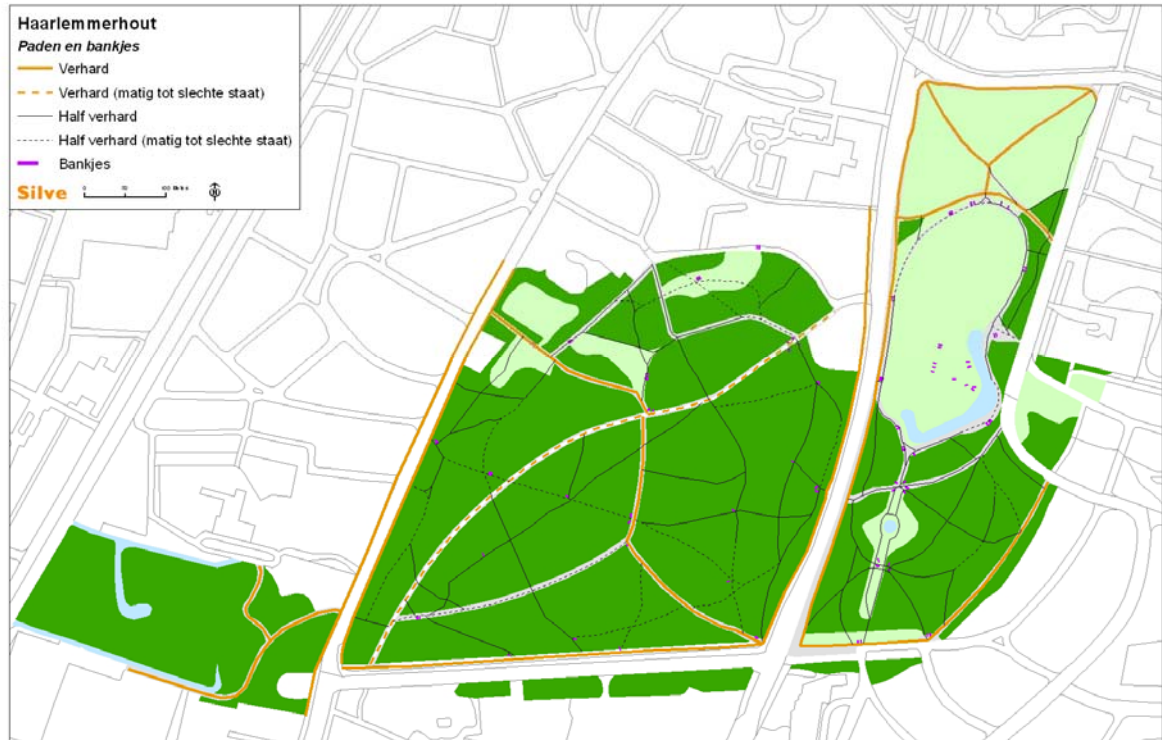 Haarlemmerhout
Paden en bankjes
Verhard
Verhard (matig tot slechte staat)
Half verhard
Half verhard (matig tot slechte staat)
Bankjes
Silve
0